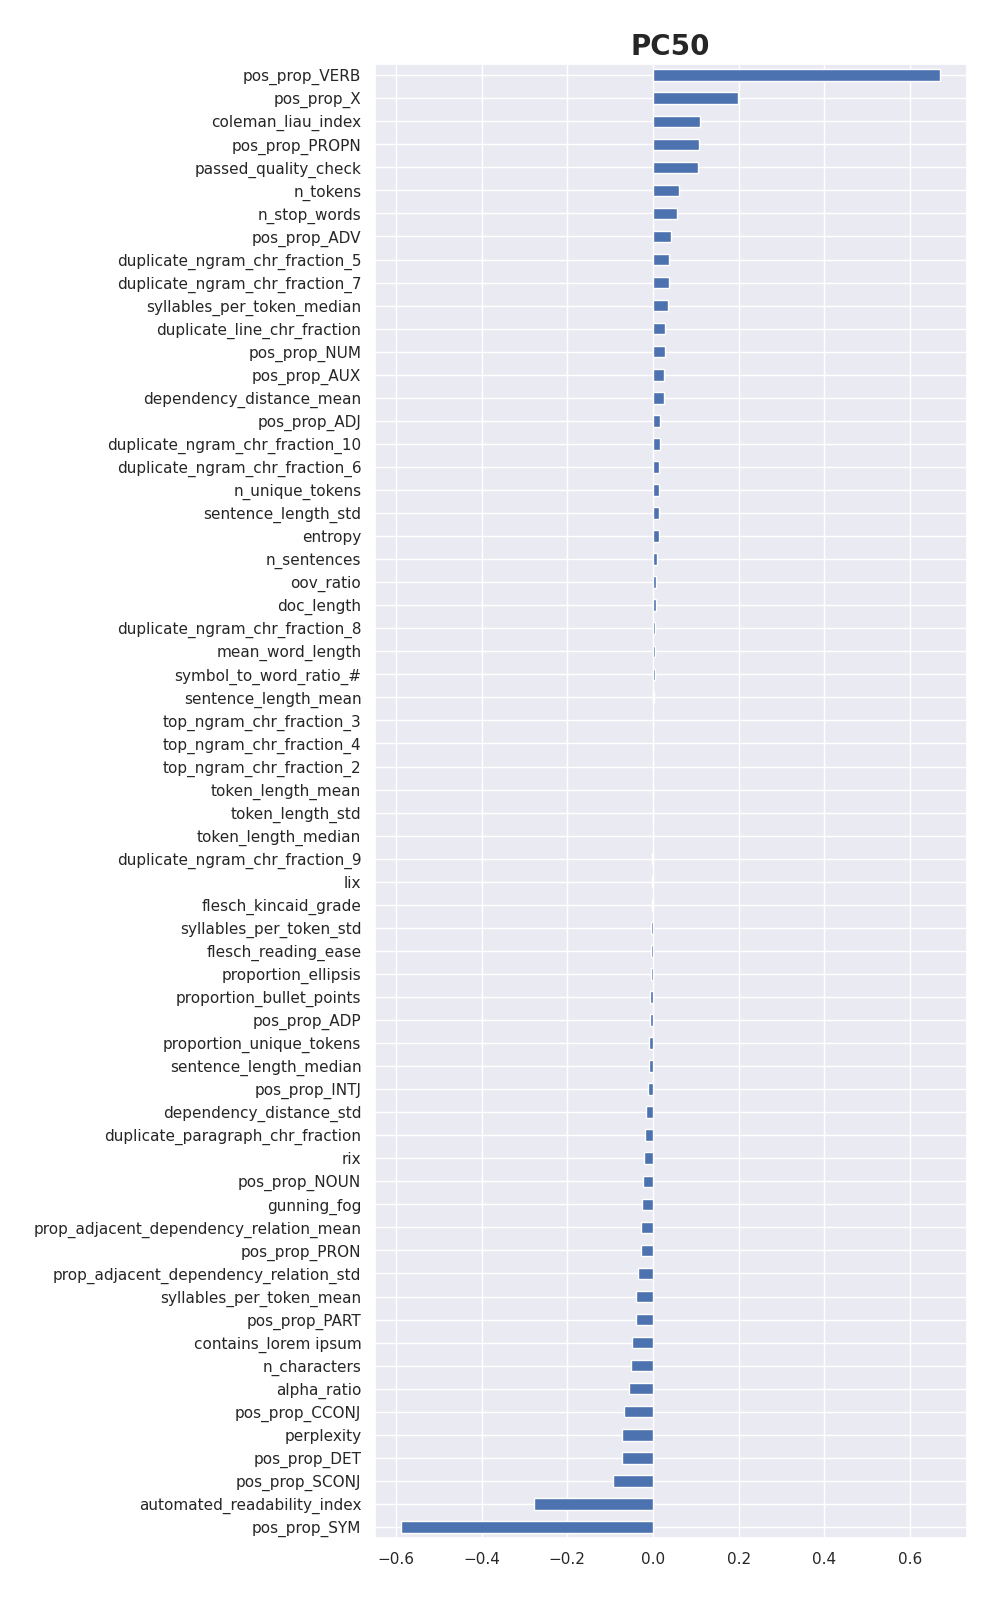 PC50
pos_prop_VERB
pos_prop_X
coleman_liau_index
pos_prop_PROPN
passed_quality_check
n_tokens
n_stop_words
pos_prop_ADV
duplicate_ngram_chr_fraction_5
duplicate_ngram_chr_fraction_7
syllables_per_token_median
duplicate_line_chr_fraction
pos_prop_NUM
pos_prop_AUX
dependency_distance_mean
pos_prop_ADJ
duplicate_ngram_chr_fraction_10
duplicate_ngram_chr_fraction_6
n_unique_tokens
sentence_length_std
entropy
n_sentences
oov_ratio
doc_length
duplicate_ngram_chr_fraction_8
mean_word_length
symbol_to_word_ratio_#
sentence_length_mean
top_ngram_chr_fraction_3
top_ngram_chr_fraction_4
top_ngram_chr_fraction_2
token_length_mean
token_length_std
token_length_median
duplicate_ngram_chr_fraction_9
lix
flesch_kincaid_grade
syllables_per_token_std
flesch_reading_ease
proportion_ellipsis
proportion_bullet_points
pos_prop_ADP
proportion_unique_tokens
sentence_length_median
pos_prop_INTJ
dependency_distance_std
duplicate_paragraph_chr_fraction
rix
pos_prop_NOUN
gunning_fog
prop_adjacent_dependency_relation_mean
pos_prop_PRON
prop_adjacent_dependency_relation_std
syllables_per_token_mean
pos_prop_PART
contains_lorem ipsum
n_characters
alpha_ratio
pos_prop_CCONJ
perplexity
pos_prop_DET
pos_prop_SCONJ
automated_readability_index
pos_prop_SYM
−0.6 −0.4 −0.2 0.0 0.2 0.4 0.6